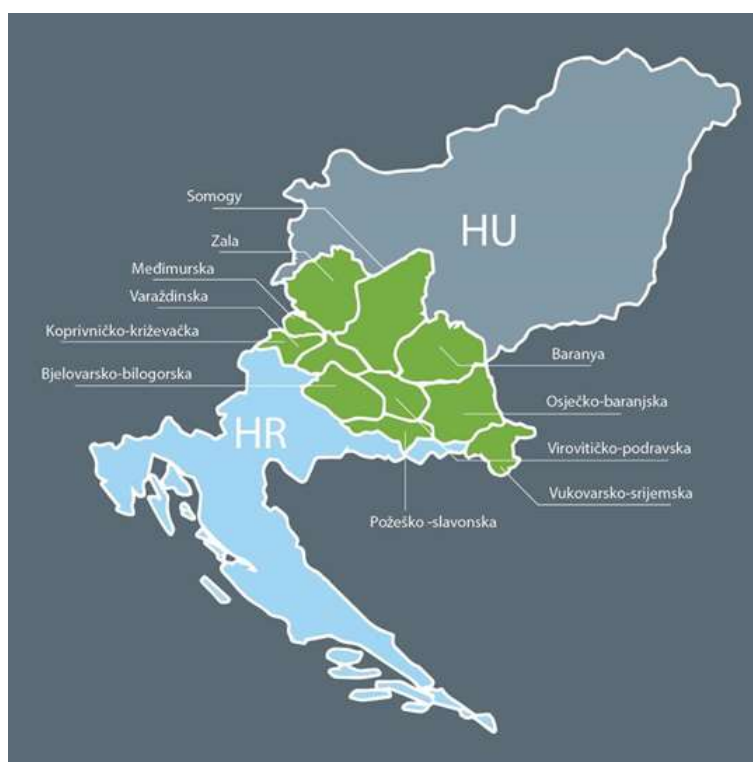 Somogy
HU
Zala
Međimurska
Varaždinska
Koprivničko-križevačka
Bjelovarsko-bilogorska
Baranya
Osječko-baranjska
HR
Virovitičko-podravska
Vukovarsko-srijemska
Požeško -slavonska